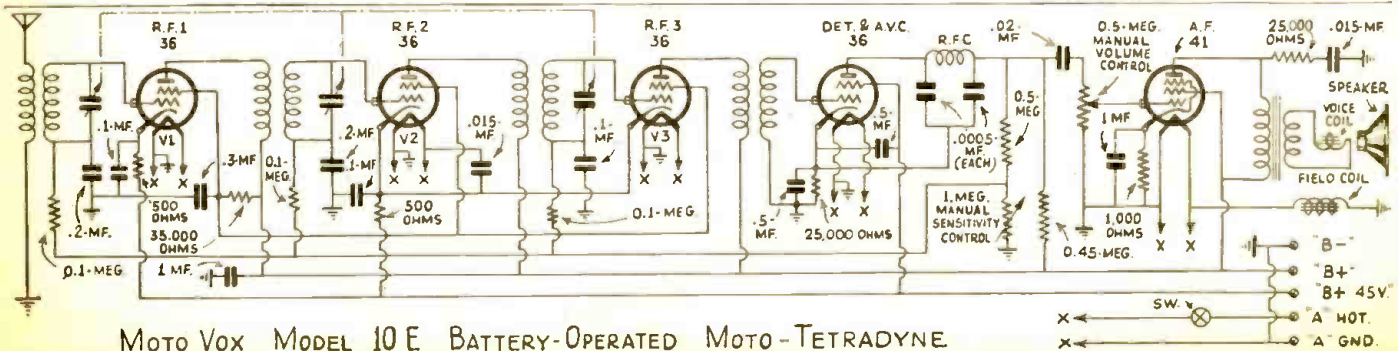 R.F.1
36
R.F.2
36
R.F.3
36
DET. & A.V.C.
36
R.F.C
.02-
MF.
0.5-MEG.
MANUAL
VOLUME
CONTROL
A.F.
41
25,000
OHMS
.015-MF.
SPEAKER
VOICE
COIL
FIELD COIL
.1-MF.
V1
.3-MF
0.1-
MEG.
.2-MF
.1-MF
V2
.015-
MF
.1-
MF
V3
.5-
MF
.0005-
MF
(EACH)
0.5-
MEG
1 MF
500
OHMS
35,000
OHMS
.2-MF.
0.1-MEG.
1 MF.
500
OHMS
0.1-MEG
.5-
MF.
25,000 OHMS
1. MEG.
MANUAL
SENSITIVITY
CONTROL
0.45-MEG.
1,000
OHMS
X X
X X
X X
X X
X X
"B-"
"B+"
"B+ 45V."
SW.
X "A" HOT.
X "A" GND.
MOTO VOX MODEL 10 E BATTERY-OPERATED MOTO-TETRADYNE